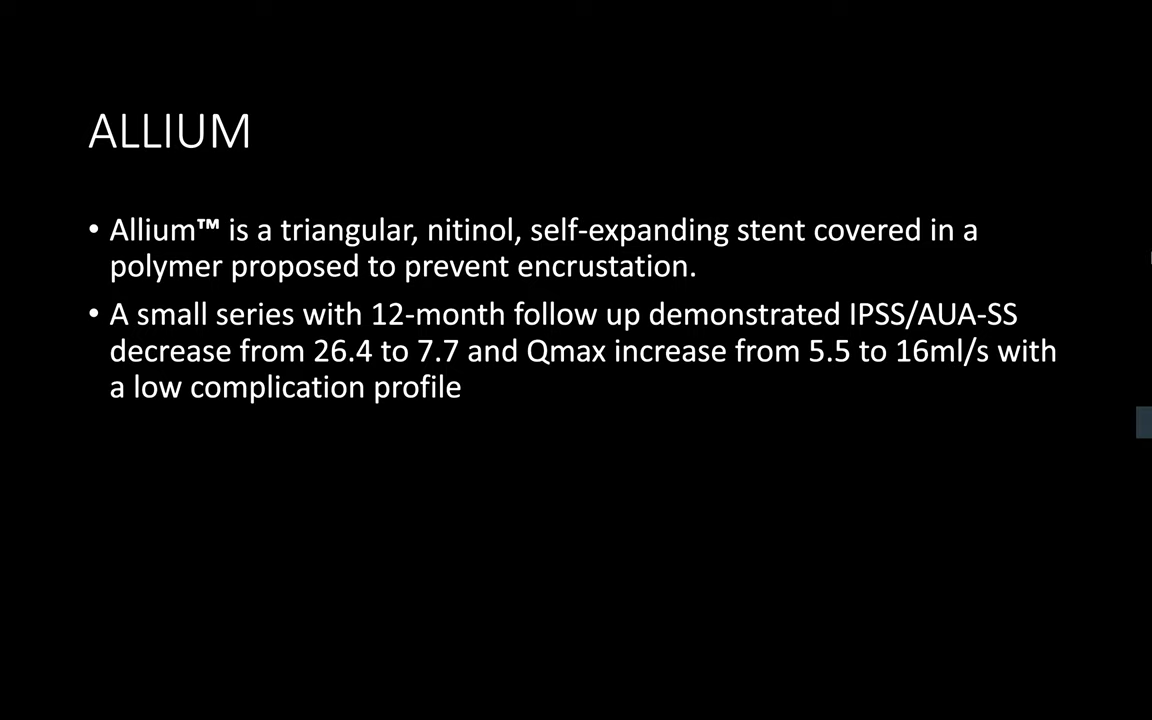 ALLIUM
• Allium™ is a triangular, nitinol, self-expanding stent covered in a
polymer proposed to prevent encrustation.
• A small series with 12-month follow up demonstrated IPSS/AUA-SS
decrease from 26.4 to 7.7 and Qmax increase from 5.5 to 16ml/s with
a low complication profile